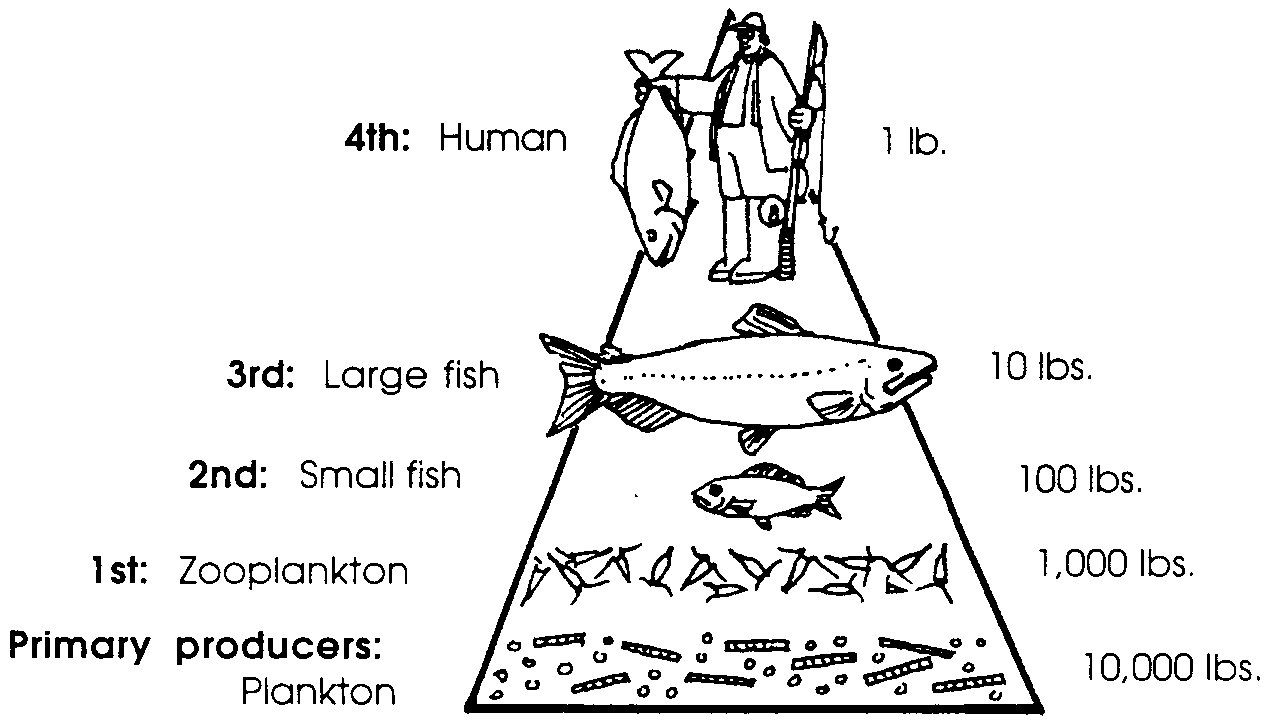 4th: Human 1 lb.
3rd: Large fish 10 lbs.
2nd: Small fish 100 lbs.
1st: Zooplankton 1,000 lbs.
Primary producers:
Plankton 10,000 lbs.